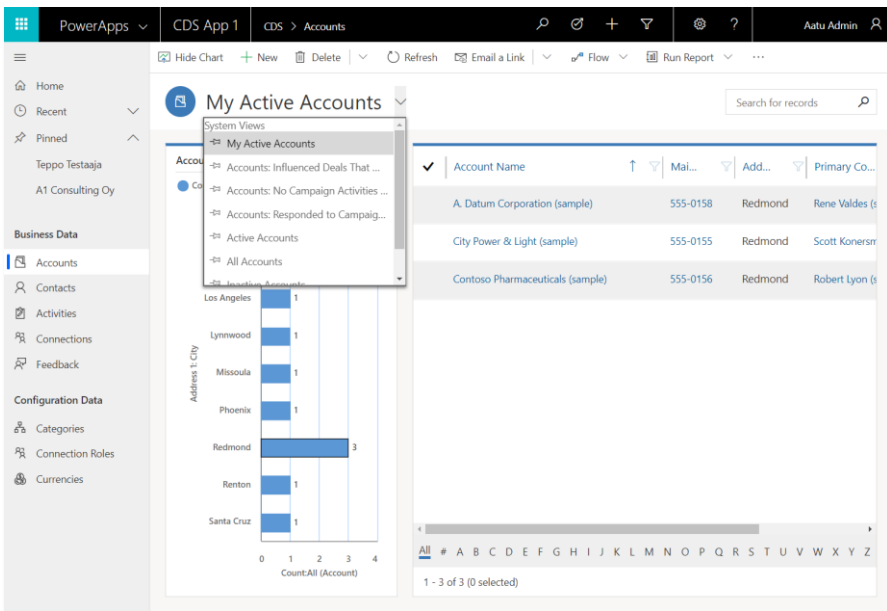 PowerApps CDS App 1 CDS > Accounts ? Aatu Admin
Hide Chart New Delete Refresh Email a Link Flow Run Report ...
Home
Recent
Pinned
Teppo Testaaja
A1 Consulting Oy
Business Data
Accounts
Contacts
Activities
Connections
Feedback
Configuration Data
Categories
Connection Roles
Currencies
My Active Accounts
Search for records
System Views
My Active Accounts
Accounts: Influenced Deals That ...
Accounts: No Campaign Activities ...
Accounts: Responded to Campaig...
Active Accounts
All Accounts
Inactive Accounts
Accou
Co
Address 1: City
Los Angeles 1
Lynnwood 1
Missoula 1
Phoenix 1
Redmond 3
Renton 1
Santa Cruz 1
0 1 2 3 4
Count:All (Account)
Account Name Mai... Add... Primary Co...
A. Datum Corporation (sample) 555-0158 Redmond Rene Valdes (s
City Power & Light (sample) 555-0155 Redmond Scott Konersm
Contoso Pharmaceuticals (sample) 555-0156 Redmond Robert Lyon (s
All # A B C D E F G H I J K L M N O P Q R S T U V W X Y Z
1 - 3 of 3 (0 selected)